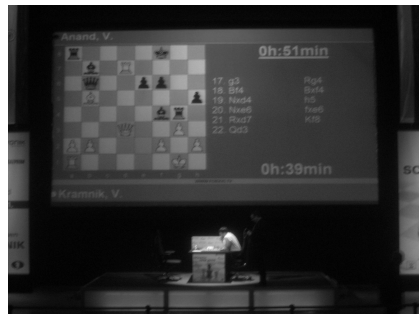 Anand, V.
0h:51min
17. g3 Rg4
18. Bf4 Bxf4
19. Nxd4 h5
20. Nxe6 fxe6
21. Rxd7 Kf8
22. Qd3
0h:39min
Kramnik, V.
NIK